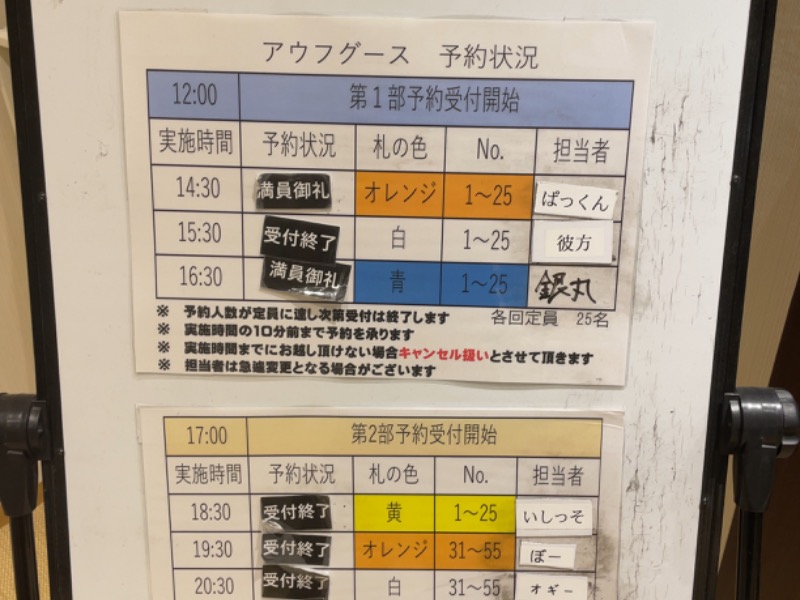 アウフグース 予約状況
12:00 第1部予約受付開始
実施時間 予約状況 札の色 No. 担当者
14:30 満員御礼 オレンジ 1～25 ぱっくん
15:30 受付終了 白 1～25 彼方
16:30 満員御礼 青 1～25 銀丸
※ 予約人数が定員に達し次第受付は終了します 各回定員 25名
※ 実施時間の10分前まで予約を承ります
※ 実施時間までにお越し頂けない場合キャンセル扱いとさせて頂きます
※ 担当者は急遽変更となる場合がございます
17:00 第2部予約受付開始
実施時間 予約状況 札の色 No. 担当者
18:30 受付終了 黄 1～25 いしっそ
19:30 受付終了 オレンジ 31～55 ぼー
20:30 受付終了 白 31～55 オギー